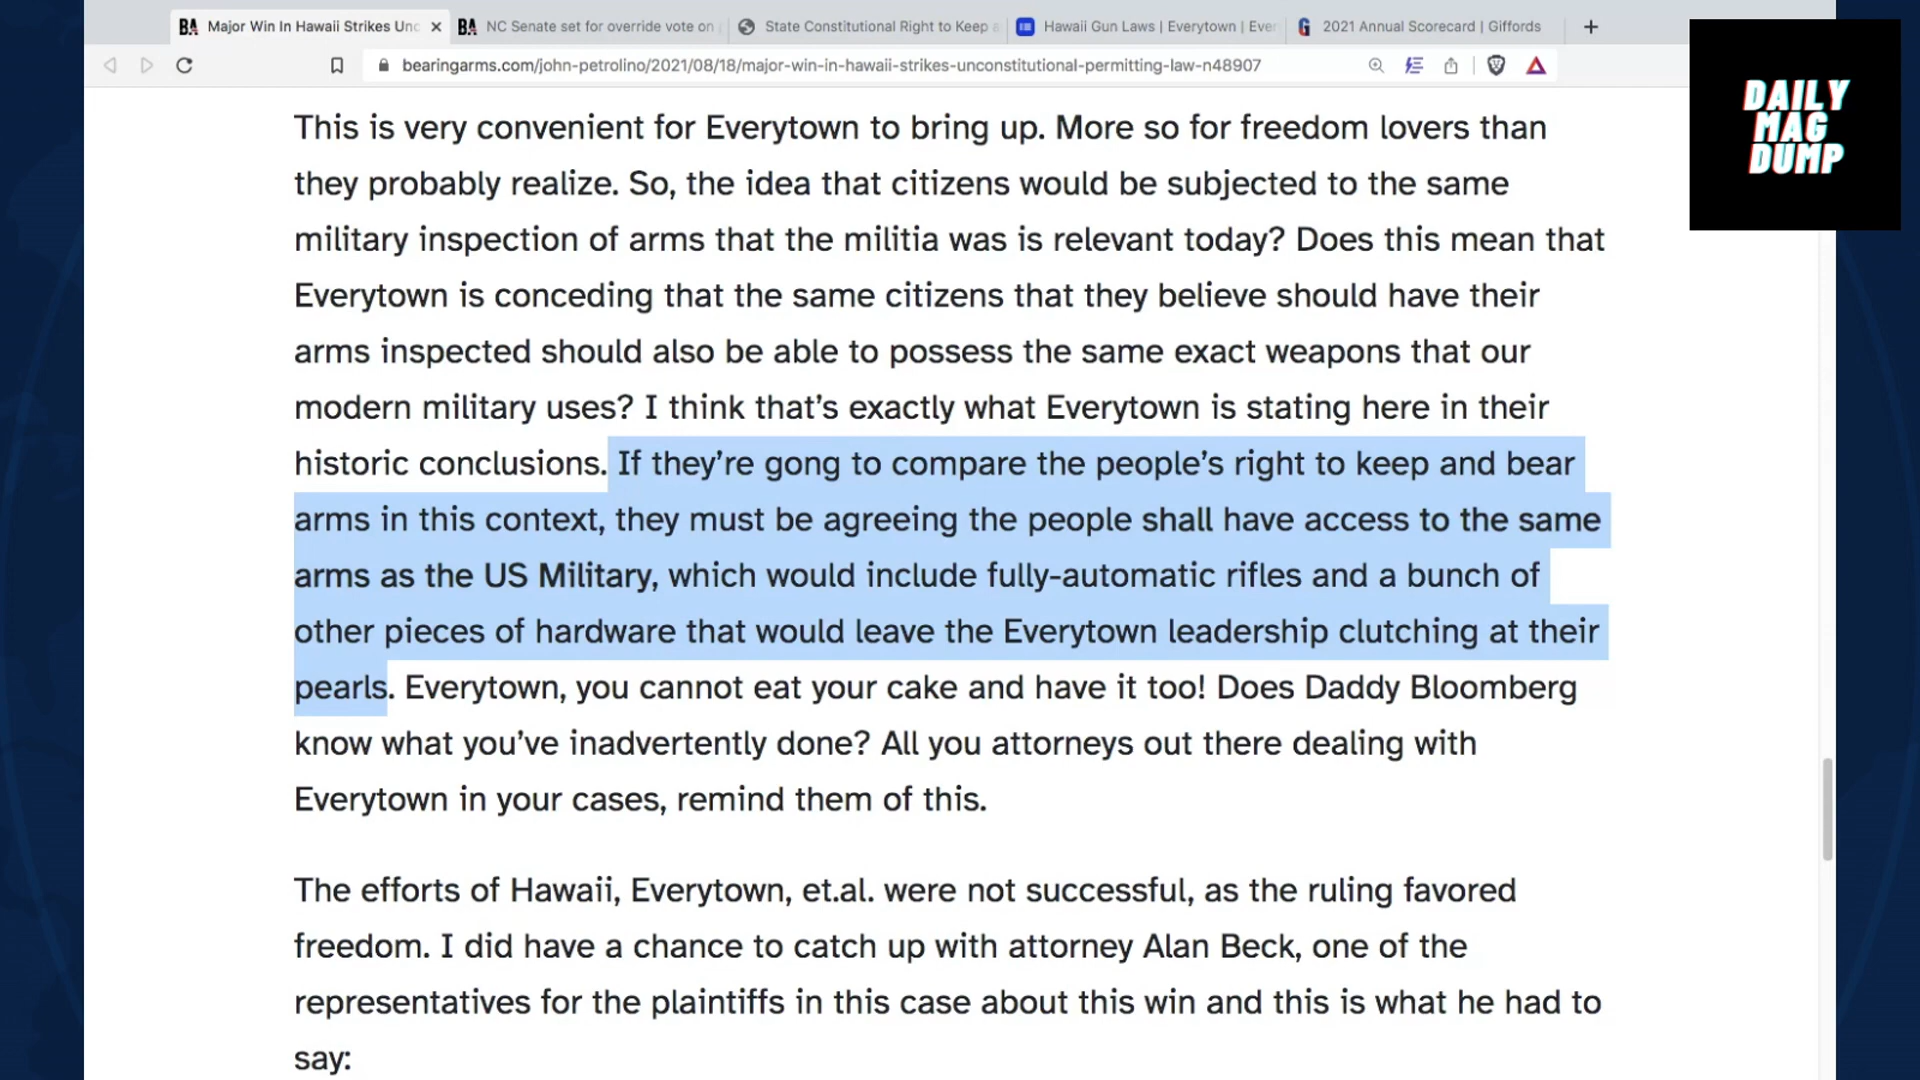 Major Win In Hawaii Strikes Unc
NC Senate set for override vote on
State Constitutional Right to Keep a
Hawaii Gun Laws | Everytown | Ever
2021 Annual Scorecard | Giffords
bearingarms.com/john-petrolino/2021/08/18/major-win-in-hawaii-strikes-unconstitutional-permitting-law-n48907
DAILY
MAG
DUMP
This is very convenient for Everytown to bring up. More so for freedom lovers than
they probably realize. So, the idea that citizens would be subjected to the same
military inspection of arms that the militia was is relevant today? Does this mean that
Everytown is conceding that the same citizens that they believe should have their
arms inspected should also be able to possess the same exact weapons that our
modern military uses? I think that’s exactly what Everytown is stating here in their
historic conclusions. If they’re gong to compare the people’s right to keep and bear
arms in this context, they must be agreeing the people shall have access to the same
arms as the US Military, which would include fully-automatic rifles and a bunch of
other pieces of hardware that would leave the Everytown leadership clutching at their
pearls. Everytown, you cannot eat your cake and have it too! Does Daddy Bloomberg
know what you’ve inadvertently done? All you attorneys out there dealing with
Everytown in your cases, remind them of this.
The efforts of Hawaii, Everytown, et.al. were not successful, as the ruling favored
freedom. I did have a chance to catch up with attorney Alan Beck, one of the
representatives for the plaintiffs in this case about this win and this is what he had to
say: